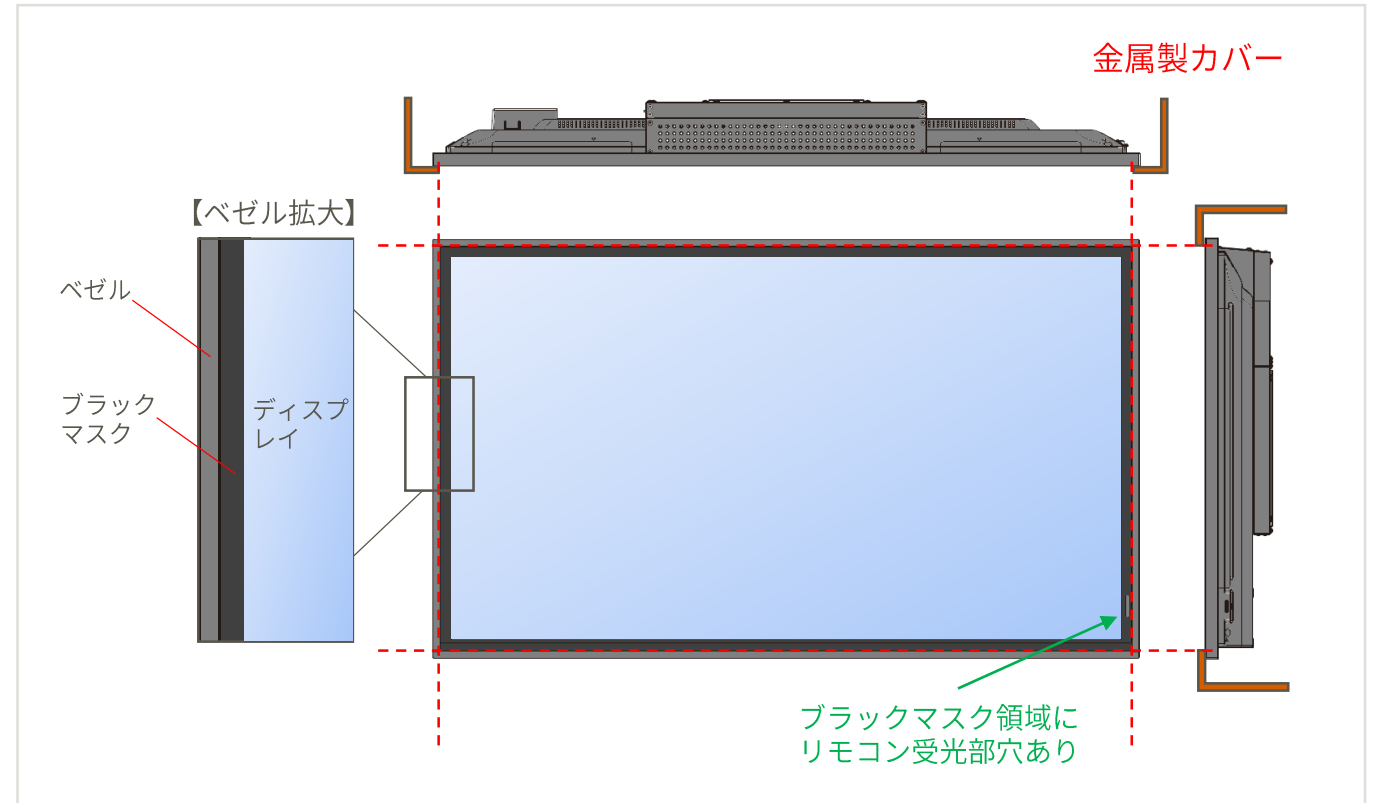 金属製カバー
【ベゼル拡大】
ベゼル
ブラック
マスク
ディスプ
レイ
ブラックマスク領域に
リモコン受光部穴あり